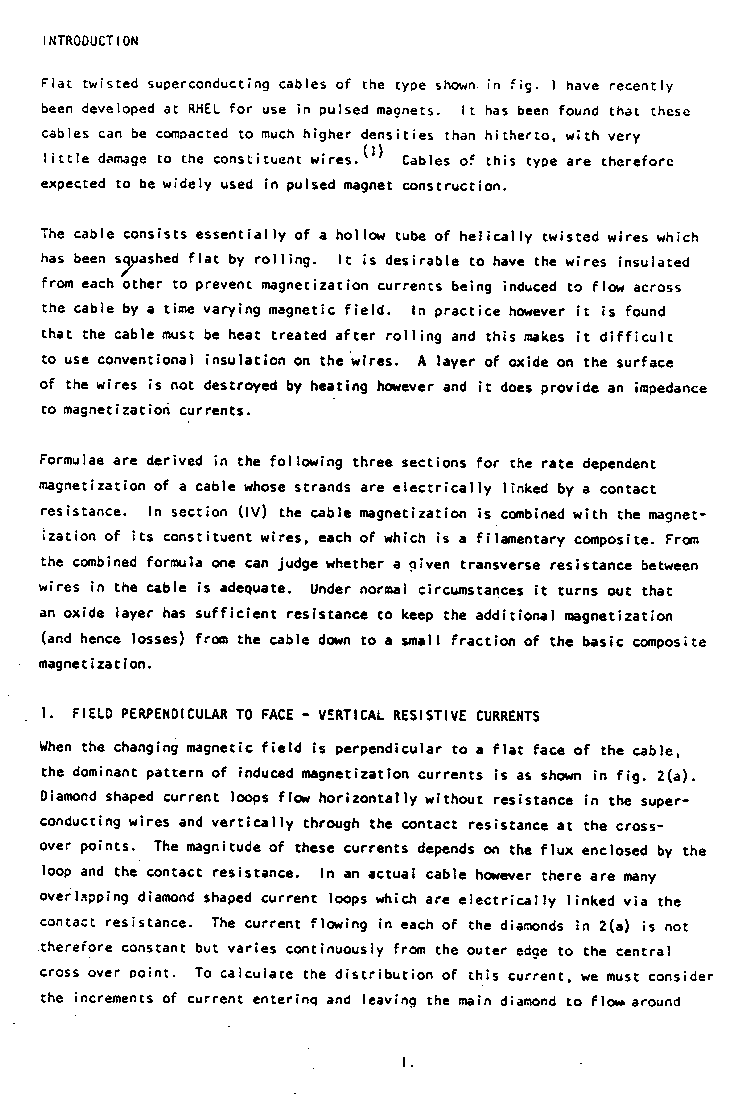 INTRODUCTION
Flat twisted superconducting cables of the type shown in fig. 1 have recently
been developed at RHEL for use in pulsed magnets. It has been found that these
cables can be compacted to much higher densities than hitherto, with very
little damage to the constituent wires.(1) Cables of this type are therefore
expected to be widely used in pulsed magnet construction.
The cable consists essentially of a hollow tube of helically twisted wires which
has been squashed flat by rolling. It is desirable to have the wires insulated
from each other to prevent magnetization currents being induced to flow across
the cable by a time varying magnetic field. In practice however it is found
that the cable must be heat treated after rolling and this makes it difficult
to use conventional insulation on the wires. A layer of oxide on the surface
of the wires is not destroyed by heating however and it does provide an impedance
to magnetization currents.
Formulae are derived in the following three sections for the rate dependent
magnetization of a cable whose strands are electrically linked by a contact
resistance. In section (IV) the cable magnetization is combined with the magnet-
ization of its constituent wires, each of which is a filamentary composite. From
the combined formula one can judge whether a given transverse resistance between
wires in the cable is adequate. Under normal circumstances it turns out that
an oxide layer has sufficient resistance to keep the additional magnetization
(and hence losses) from the cable down to a small fraction of the basic composite
magnetization.
1. FIELD PERPENDICULAR TO FACE - VERTICAL RESISTIVE CURRENTS
When the changing magnetic field is perpendicular to a flat face of the cable,
the dominant pattern of induced magnetization currents is as shown in fig. 2(a).
Diamond shaped current loops flow horizontally without resistance in the super-
conducting wires and vertically through the contact resistance at the cross-
over points. The magnitude of these currents depends on the flux enclosed by the
loop and the contact resistance. In an actual cable however there are many
overlapping diamond shaped current loops which are electrically linked via the
contact resistance. The current flowing in each of the diamonds in 2(a) is not
therefore constant but varies continuously from the outer edge to the central
cross over point. To calculate the distribution of this current, we must consider
the increments of current entering and leaving the main diamond to flow around
1.